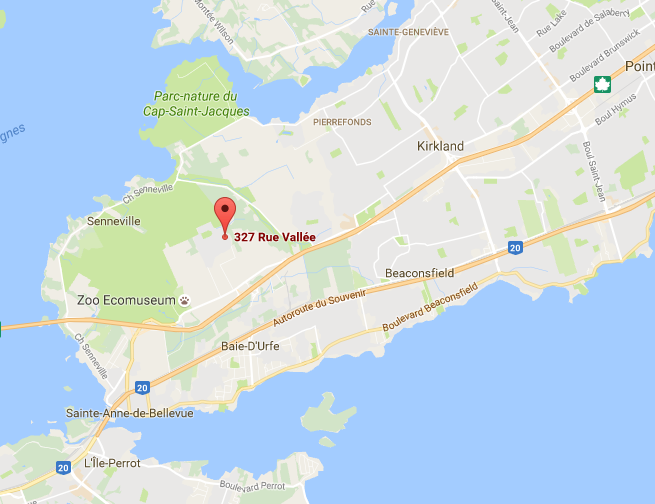 Montée Wilson
Rue
SAINTE-GENEVIÈVE
Saint-Jean
Rue Lake
Boulevard de Salaberry
Boulevard Brunswick
Point
Parc-nature du
Cap-Saint-Jacques
gnes
PIERREFONDS
Boul Hymus
Kirkland
Boul Saint-Jean
Ch Senneville
Senneville
327 Rue Vallée
20
Beaconsfield
Zoo Ecomuseum
Autoroute du Souvenir
Boulevard Beaconsfield
Ch Senneville
Baie-D'Urfe
20
Sainte-Anne-de-Bellevue
L'Île-Perrot
20
Boulevard Perrot